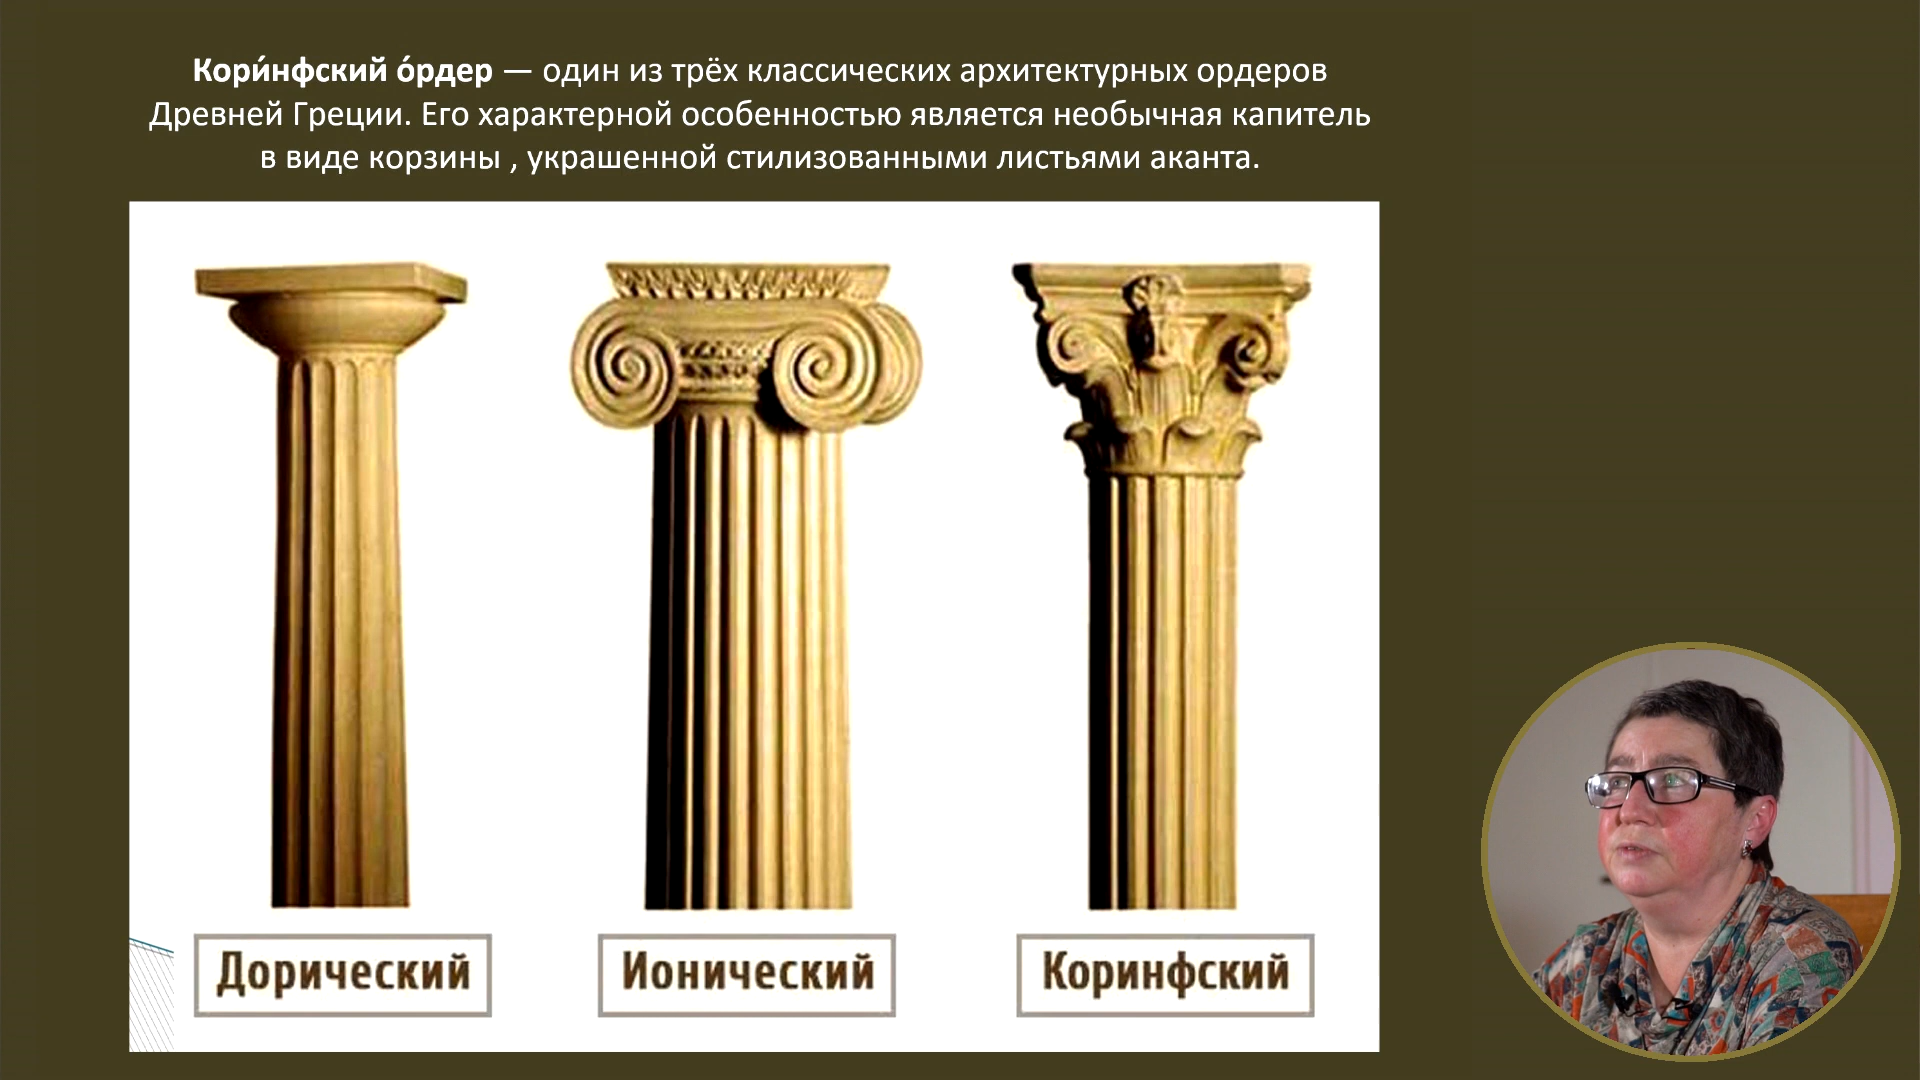 Кори́нфский о́рдер — один из трёх классических архитектурных ордеров
Древней Греции. Его характерной особенностью является необычная капитель
в виде корзины , украшенной стилизованными листьями аканта.
Дорический
Ионический
Коринфский